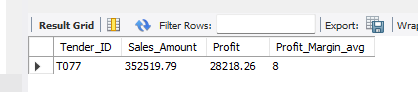 Result Grid Filter Rows: Export: Wrap
Tender_ID Sales_Amount Profit Profit_Margin_avg
T077 352519.79 28218.26 8